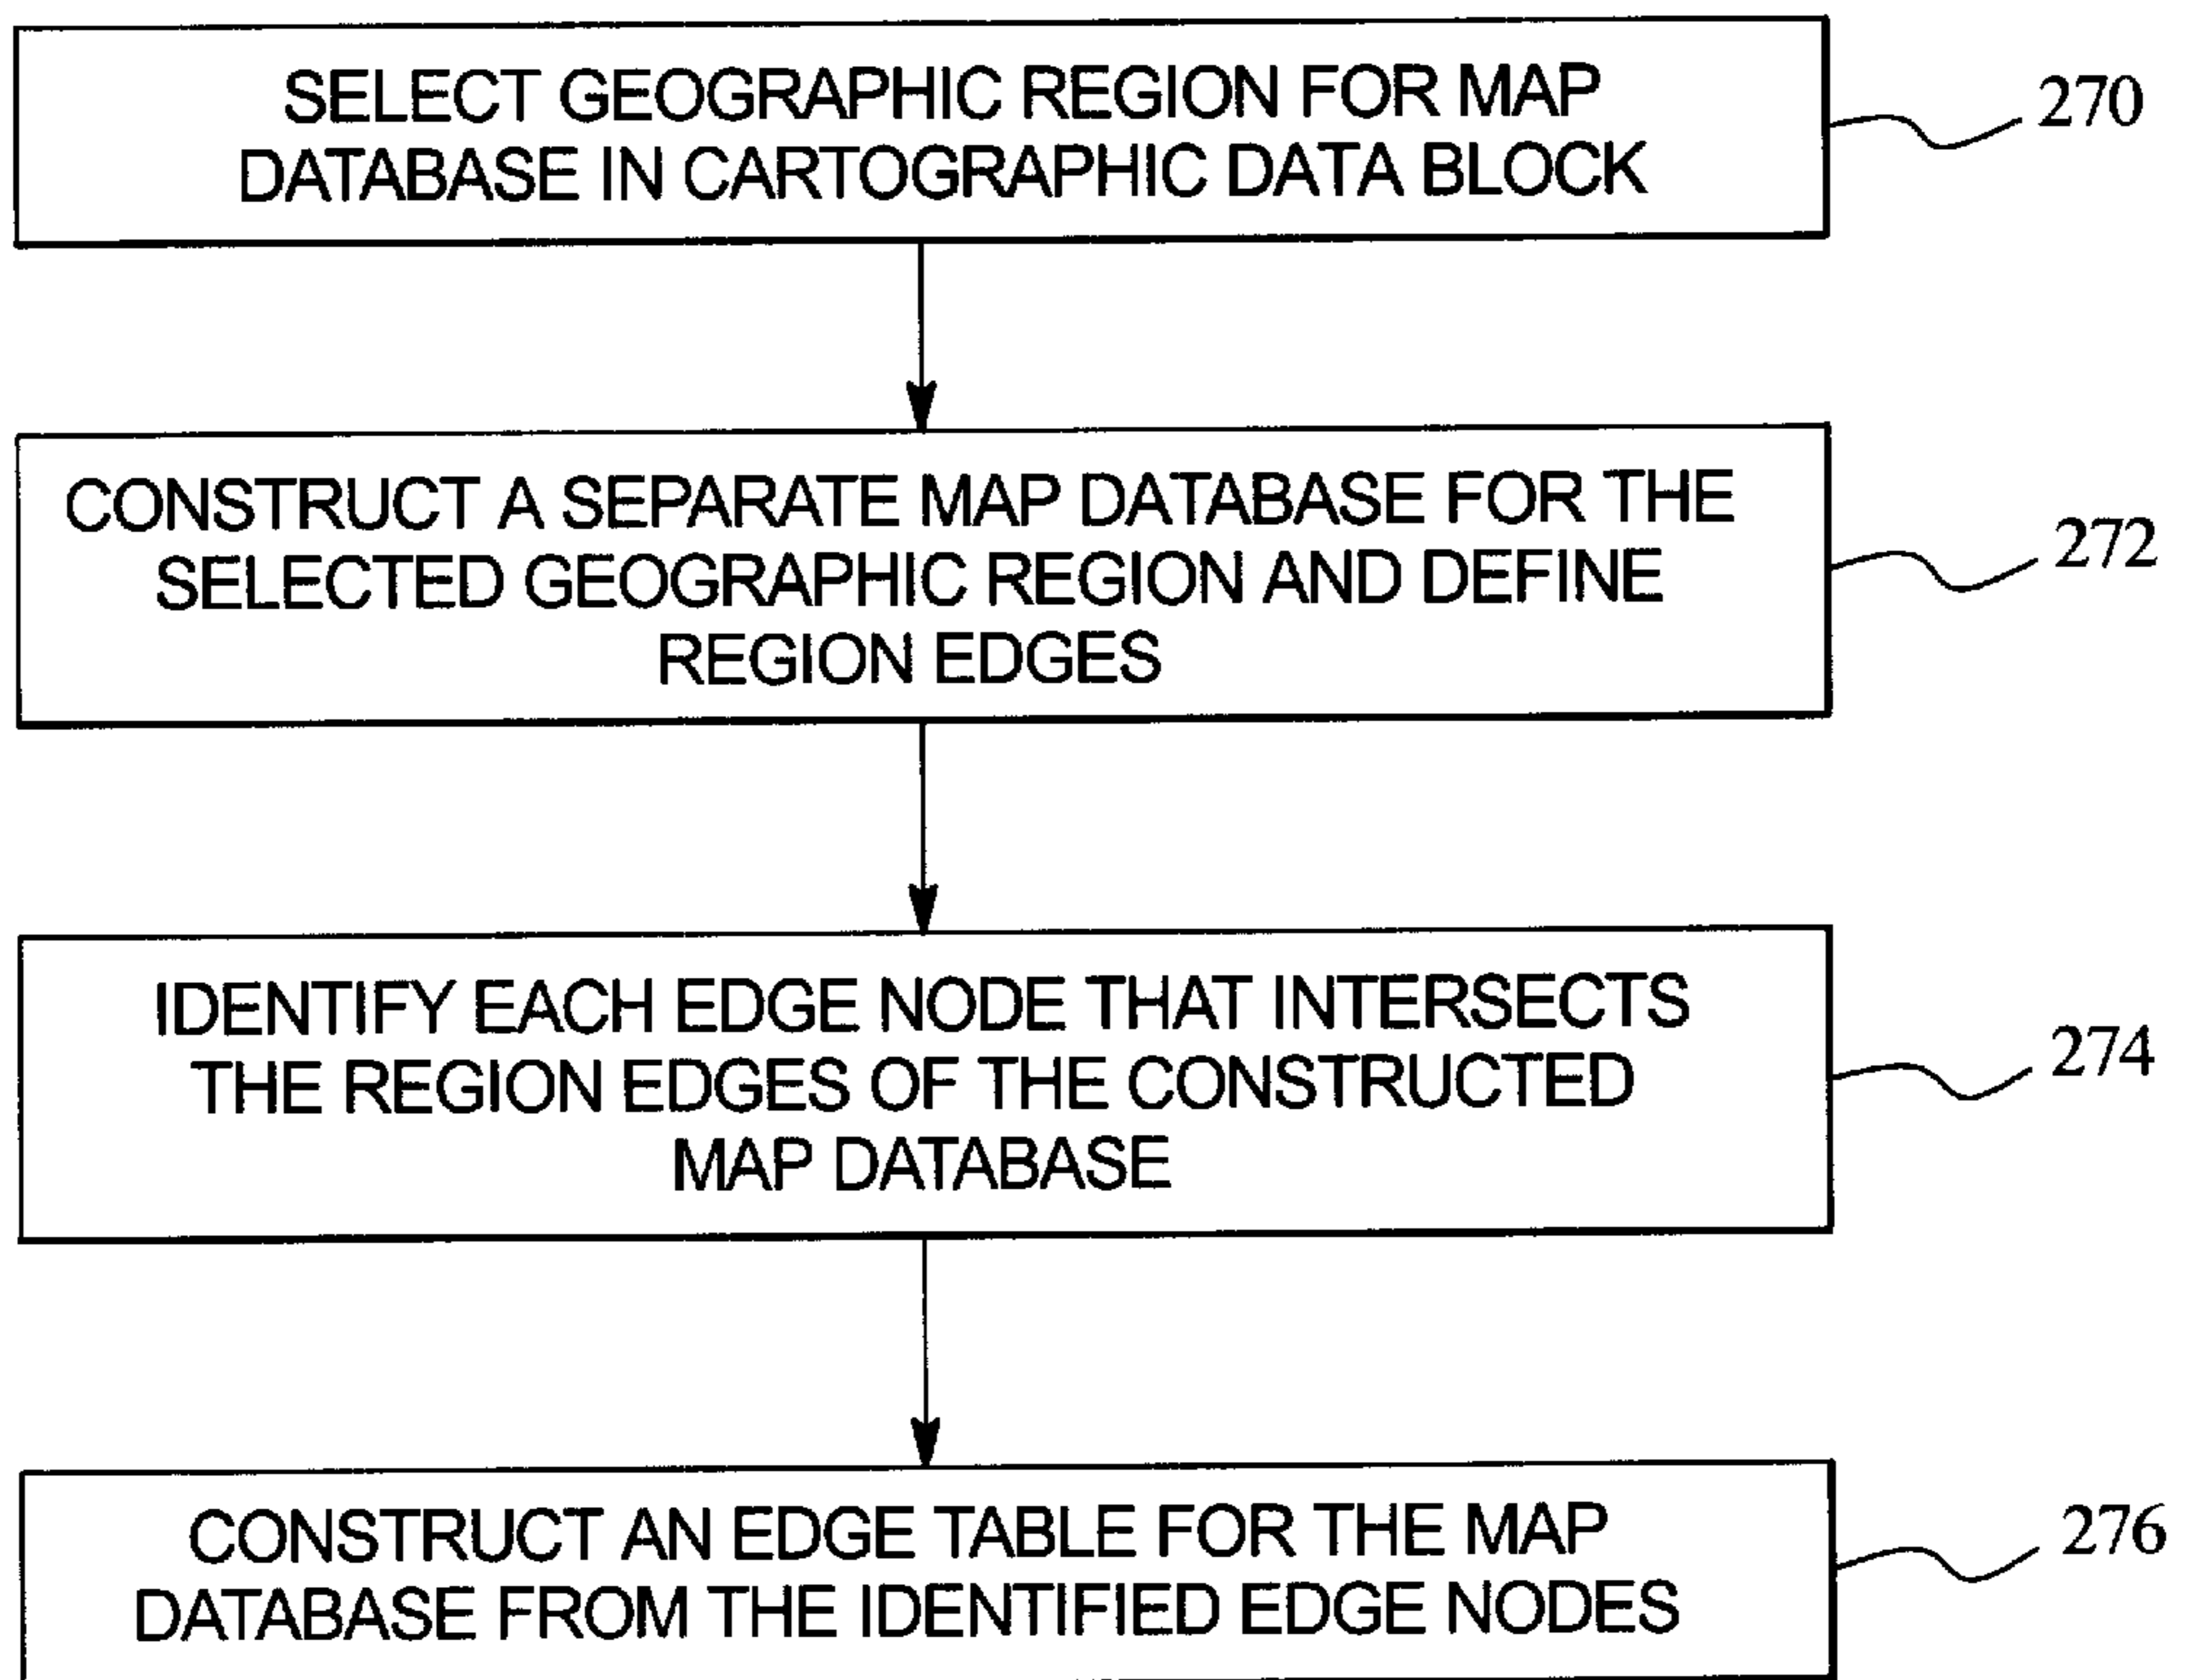 SELECT GEOGRAPHIC REGION FOR MAP
DATABASE IN CARTOGRAPHIC DATA BLOCK
270
CONSTRUCT A SEPARATE MAP DATABASE FOR THE
SELECTED GEOGRAPHIC REGION AND DEFINE
REGION EDGES
272
IDENTIFY EACH EDGE NODE THAT INTERSECTS
THE REGION EDGES OF THE CONSTRUCTED
MAP DATABASE
274
CONSTRUCT AN EDGE TABLE FOR THE MAP
DATABASE FROM THE IDENTIFIED EDGE NODES
276